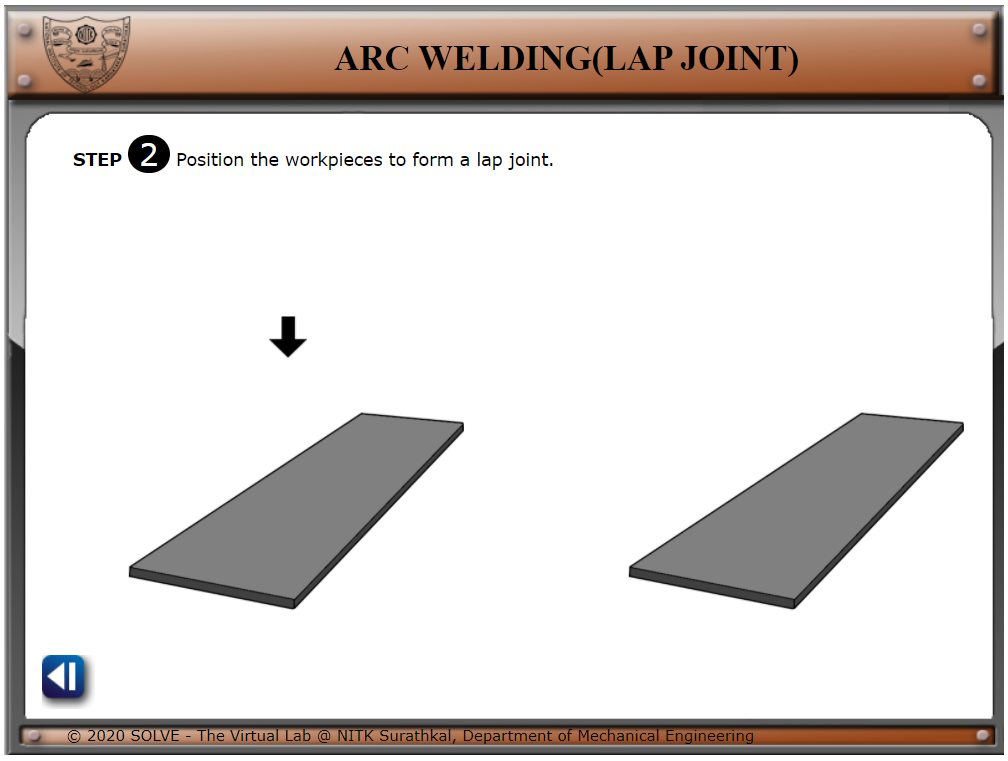 ARC WELDING(LAP JOINT)
STEP 2 Position the workpieces to form a lap joint.
© 2020 SOLVE - The Virtual Lab @ NITK Surathkal, Department of Mechanical Engineering